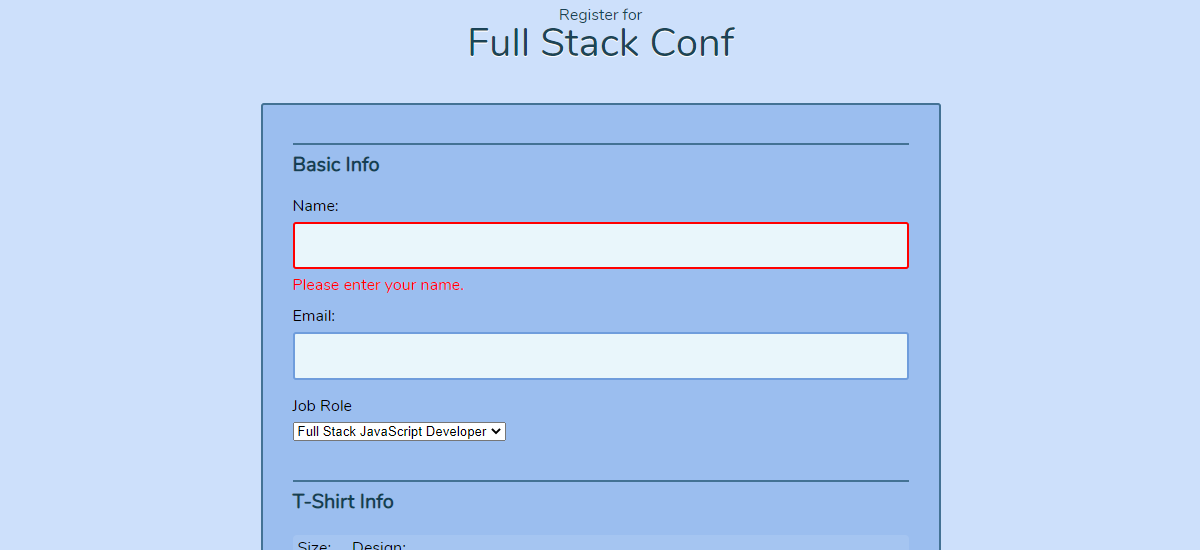 Register for
Full Stack Conf
Basic Info
Name:
Please enter your name.
Email:
Job Role
Full Stack JavaScript Developer
T-Shirt Info
Size: Design: